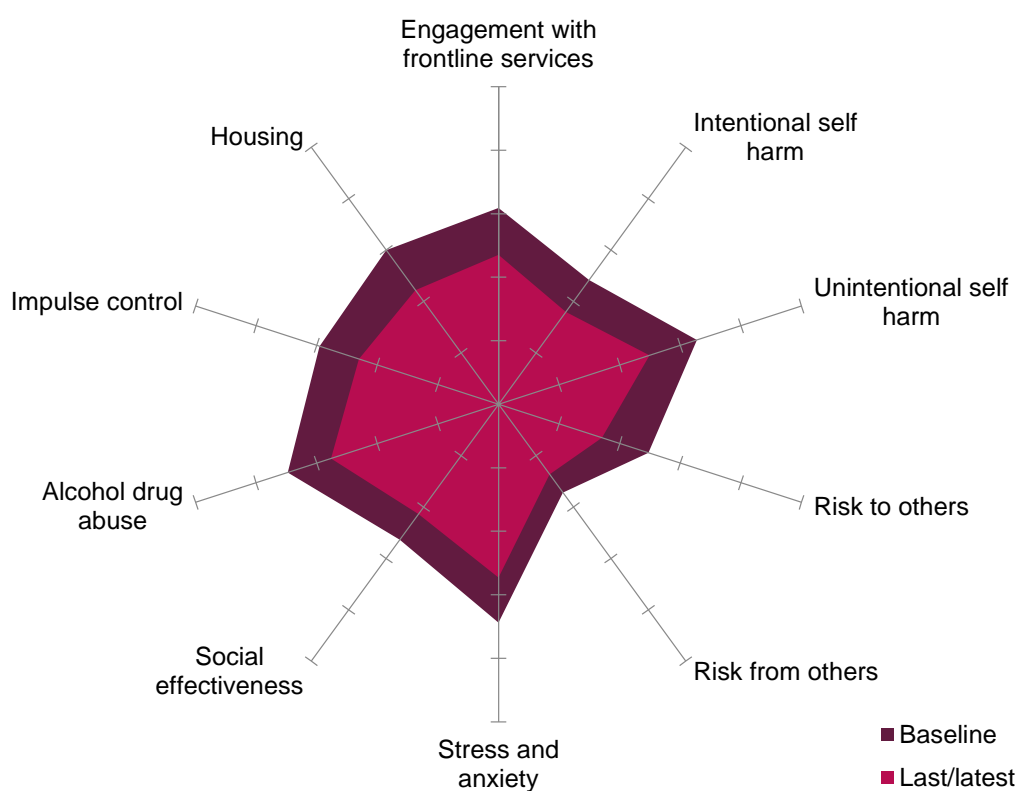 Engagement with
frontline services
Intentional self
harm
Unintentional self
harm
Risk to others
Risk from others
Stress and
anxiety
Social
effectiveness
Alcohol drug
abuse
Impulse control
Housing
Baseline
Last/latest